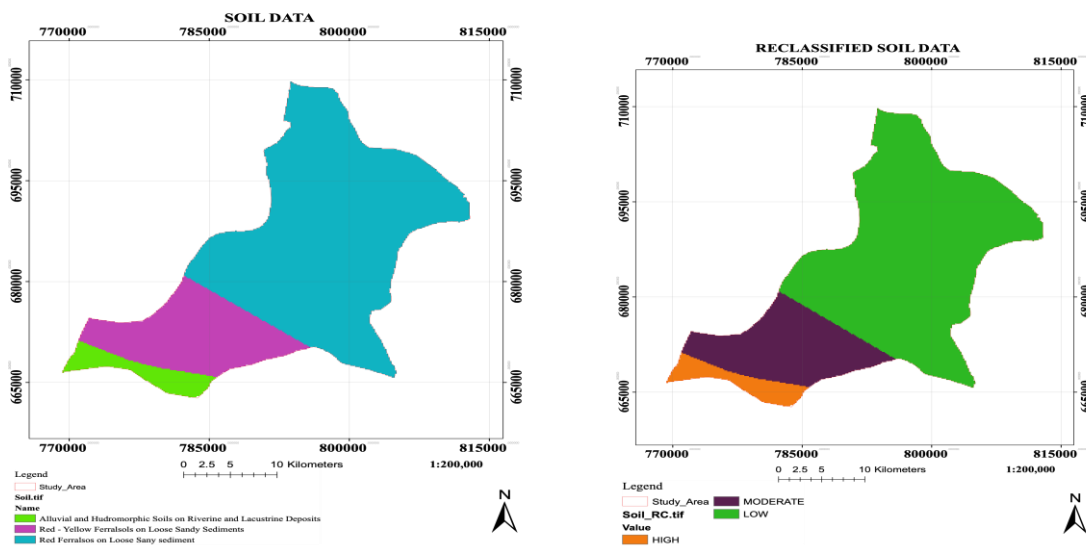 SOIL DATA
770000 785000 800000 815000
710000 710000
695000 695000
680000 680000
665000 665000
770000 785000 800000 815000
0 2.5 5 10 Kilometers
1:200,000
Legend
Study_Area
Soil.tif
Name
Alluvial and Hudromorphic Soils on Riverine and Lacustrine Deposits
Red - Yellow Ferralsols on Loose Sandy Sediments
Red Ferralsos on Loose Sany sediment
N
RECLASSIFIED SOIL DATA
770000 785000 800000 815000
710000 710000
695000 695000
680000 680000
665000 665000
770000 785000 800000 815000
0 2.5 5 10 Kilometers
1:200,000
Legend
Study_Area
Soil_RC.tif
Value
HIGH
MODERATE
LOW
N